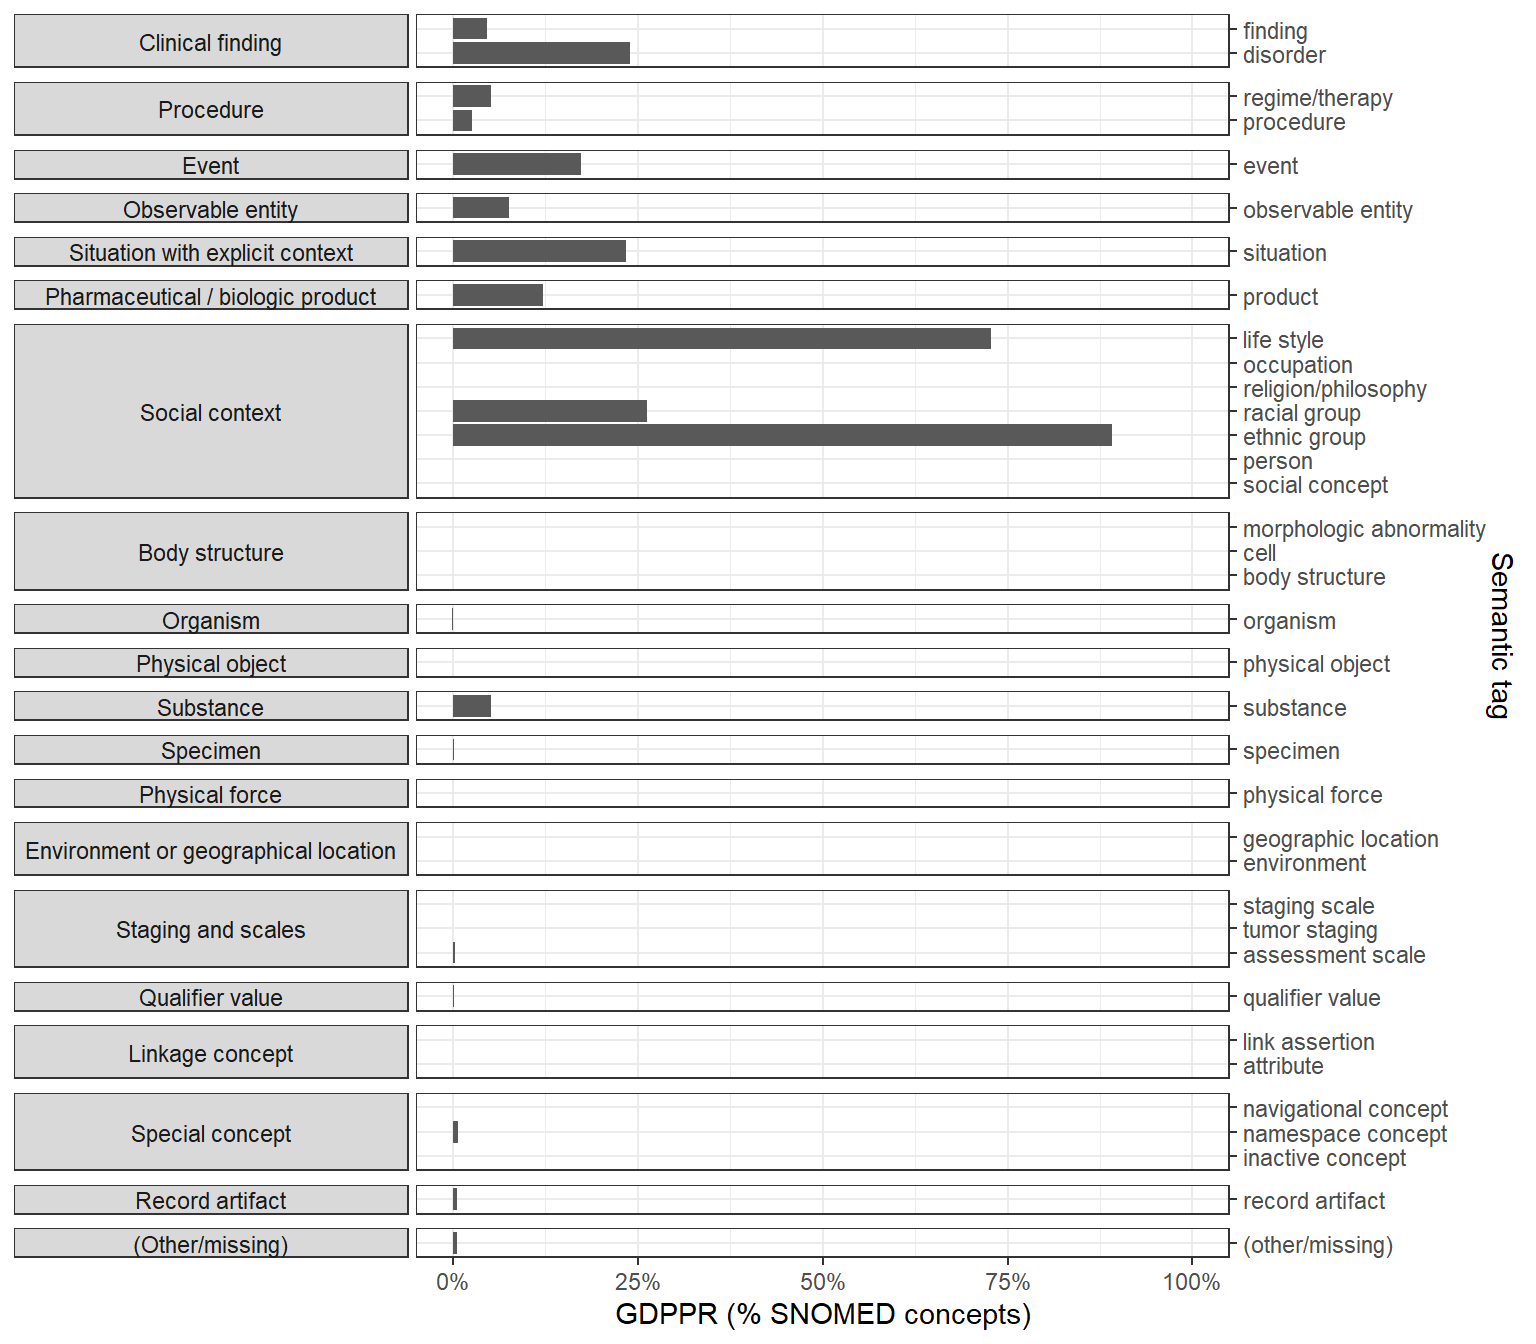 Clinical finding
finding
disorder
Procedure
regime/therapy
procedure
Event
event
Observable entity
observable entity
Situation with explicit context
situation
Pharmaceutical / biologic product
product
Social context
life style
occupation
religion/philosophy
racial group
ethnic group
person
social concept
Body structure
morphologic abnormality
cell
body structure
Organism
organism
Physical object
physical object
Substance
substance
Specimen
specimen
Physical force
physical force
Environment or geographical location
geographic location
environment
Staging and scales
staging scale
tumor staging
assessment scale
Qualifier value
qualifier value
Linkage concept
link assertion
attribute
Special concept
navigational concept
namespace concept
inactive concept
Record artifact
record artifact
(Other/missing)
(other/missing)
Semantic tag
0% 25% 50% 75% 100%
GDPPR (% SNOMED concepts)